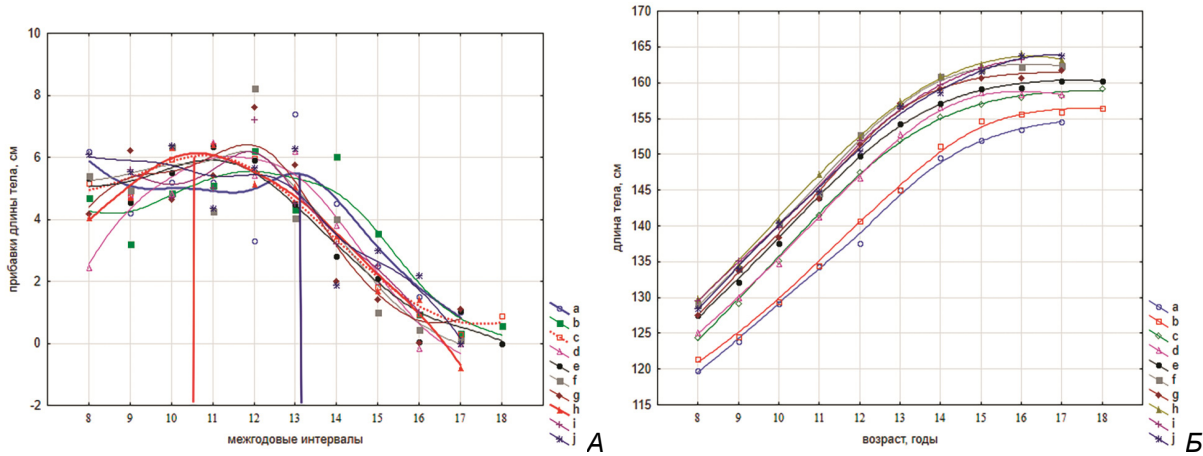 прибавки длины тела, см
10
8
6
4
2
0
-2
8 9 10 11 12 13 14 15 16 17 18
межгодовые интервалы
a
b
c
d
e
f
g
h
i
j
А
длина тела, см
170
165
160
155
150
145
140
135
130
125
120
115
8 9 10 11 12 13 14 15 16 17 18
возраст, годы
a
b
c
d
e
f
g
h
i
j
Б